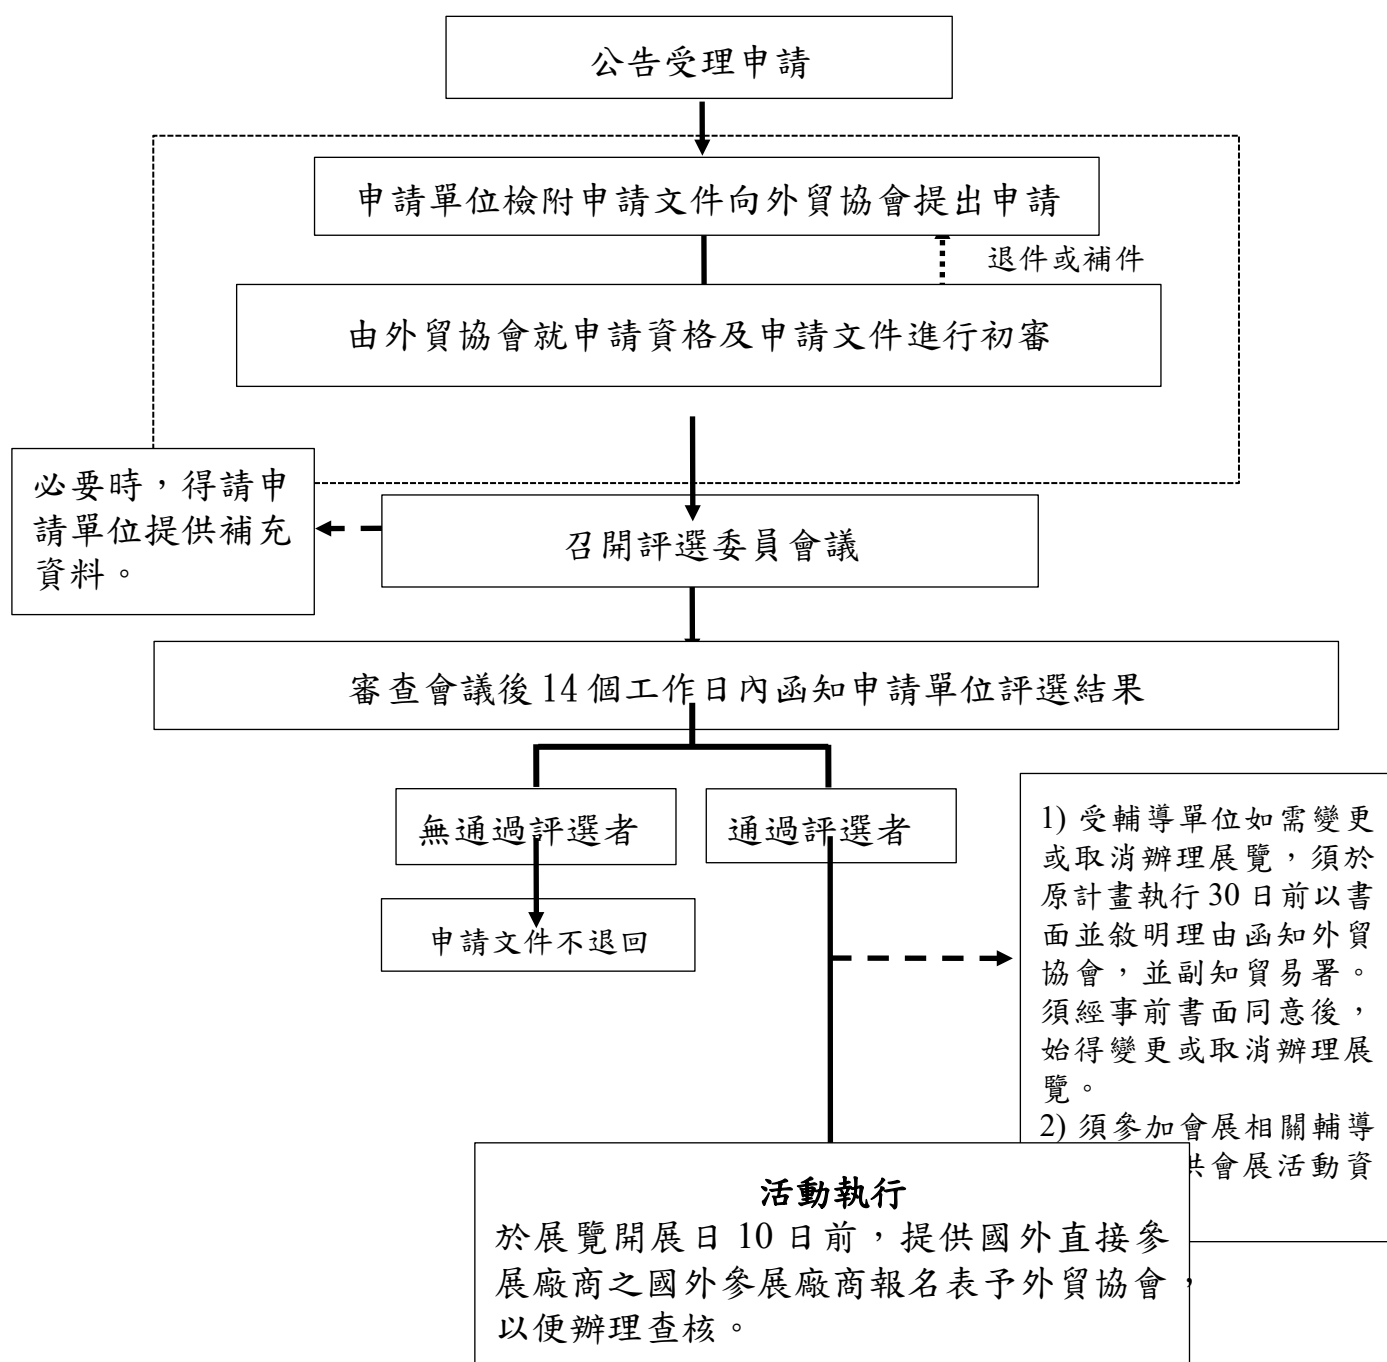 公告受理申請
申請單位檢附申請文件向外貿協會提出申請
退件或補件
由外貿協會就申請資格及申請文件進行初審
必要時，得請申
請單位提供補充
資料。
召開評選委員會議
審查會議後 14 個工作日內函知申請單位評選結果
無通過評選者
通過評選者
申請文件不退回
1) 受輔導單位如需變更
或取消辦理展覽，須於
原計畫執行 30 日前以書
面並敘明理由函知外貿
協會，並副知貿易署。
須經事前書面同意後，
始得變更或取消辦理展
覽。
2) 須參加會展相關輔導
會展活動資
活動執行
於展覽開展日 10 日前，提供國外直接參
展廠商之國外參展廠商報名表予外貿協會，
以便辦理查核。